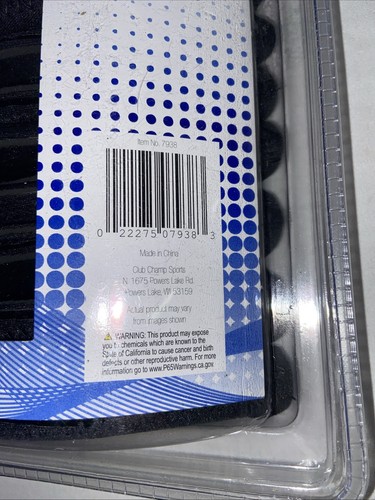 Item No. 7938
0 22275 07938 3
Made in China
Club Champ Sports
N 1675 Powers Lake Rd.
Powers Lake, WI 53159
Actual product may vary
from images shown
⚠ WARNING: This product may expose
you to chemicals which are known to the
State of California to cause cancer and birth
defects or other reproductive harm. For more
information go to www.P65Warnings.ca.gov